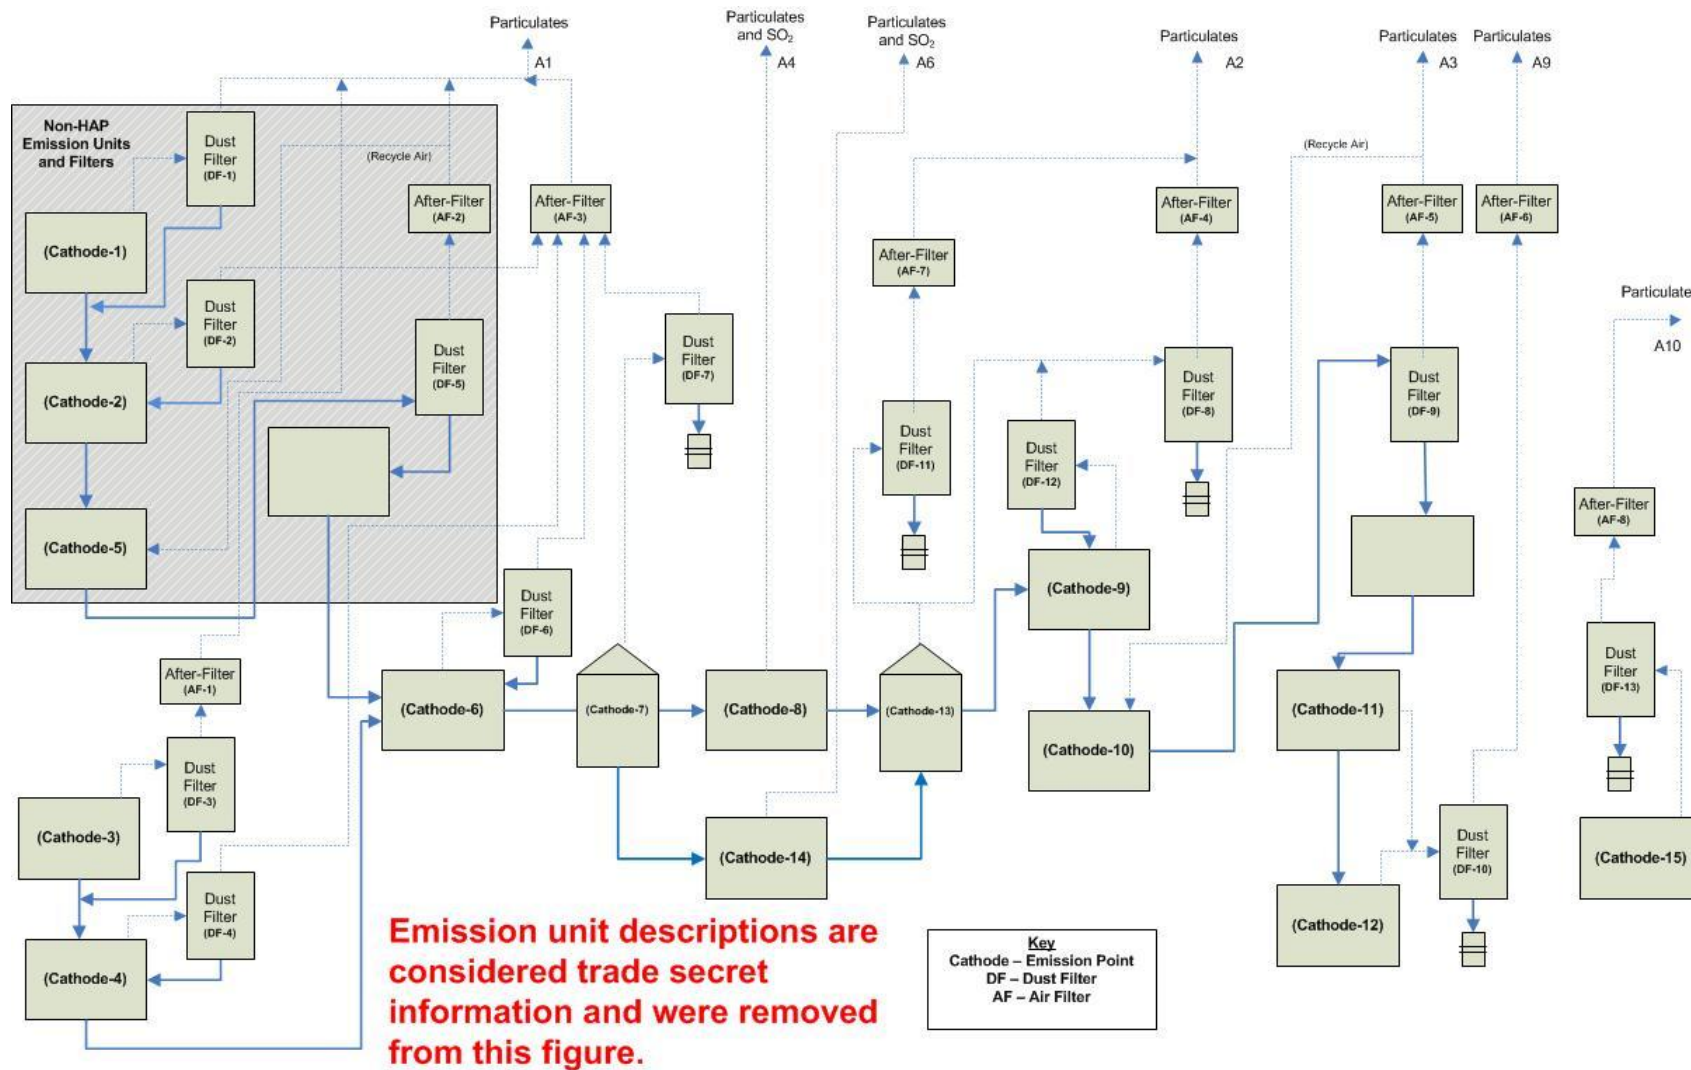 Particulates
A1
Particulates
and SO₂
A4
Particulates
and SO₂
A6
Particulates
A2
Particulates
A3
Particulates
A9
Non-HAP
Emission Units
and Filters
Dust
Filter
(DF-1)
(Recycle Air)
(Recycle Air)
After-Filter
(AF-2)
After-Filter
(AF-3)
After-Filter
(AF-4)
After-Filter
(AF-5)
After-Filter
(AF-6)
(Cathode-1)
After-Filter
(AF-7)
Dust
Filter
(DF-2)
Particulate
A10
Dust
Filter
(DF-5)
Dust
Filter
(DF-7)
Dust
Filter
(DF-8)
Dust
Filter
(DF-9)
(Cathode-2)
Dust
Filter
(DF-11)
Dust
Filter
(DF-12)
After-Filter
(AF-8)
(Cathode-5)
Dust
Filter
(DF-6)
(Cathode-9)
After-Filter
(AF-1)
Dust
Filter
(DF-13)
(Cathode-6)
(Cathode-7)
(Cathode-8)
(Cathode-13)
(Cathode-10)
(Cathode-11)
Dust
Filter
(DF-3)
(Cathode-3)
(Cathode-14)
Dust
Filter
(DF-10)
(Cathode-15)
Dust
Filter
(DF-4)
(Cathode-12)
(Cathode-4)
Emission unit descriptions are
considered trade secret
information and were removed
from this figure.
Key
Cathode – Emission Point
DF – Dust Filter
AF – Air Filter